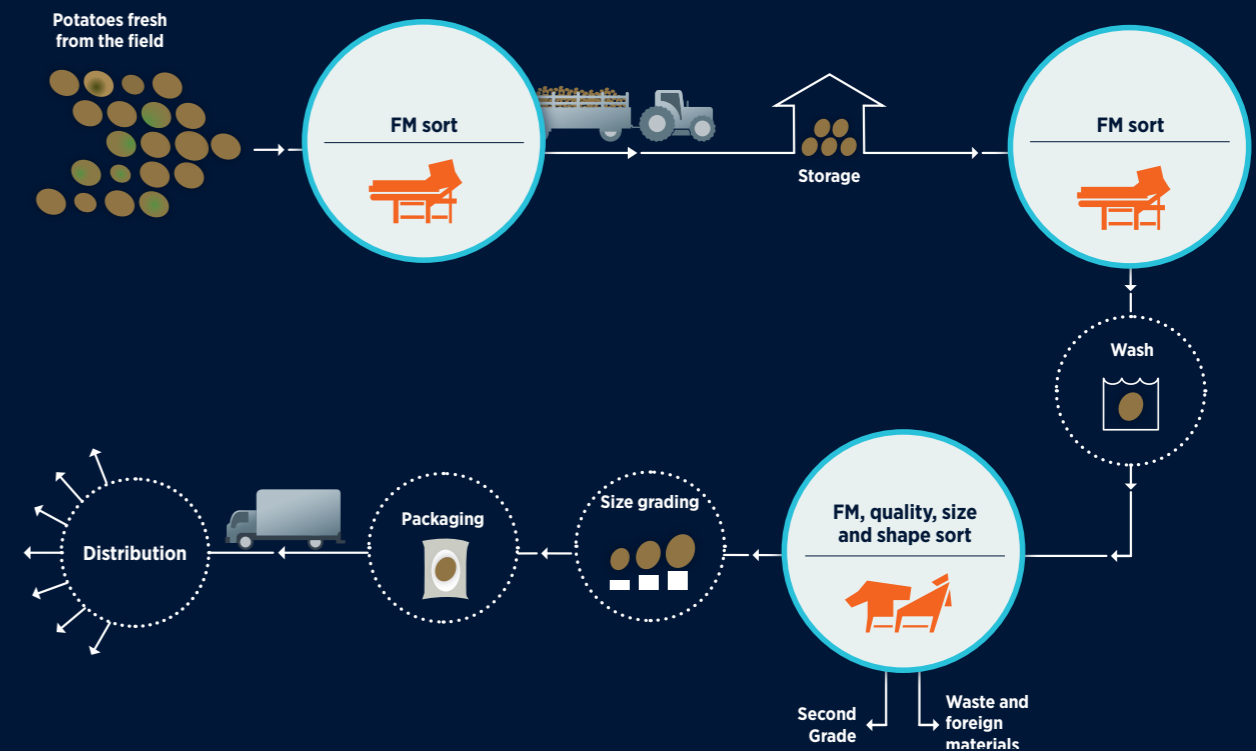 Potatoes fresh
from the field
FM sort
Storage
FM sort
Wash
FM, quality, size
and shape sort
Size grading
Packaging
Distribution
Second
Grade
Waste and
foreign
materials